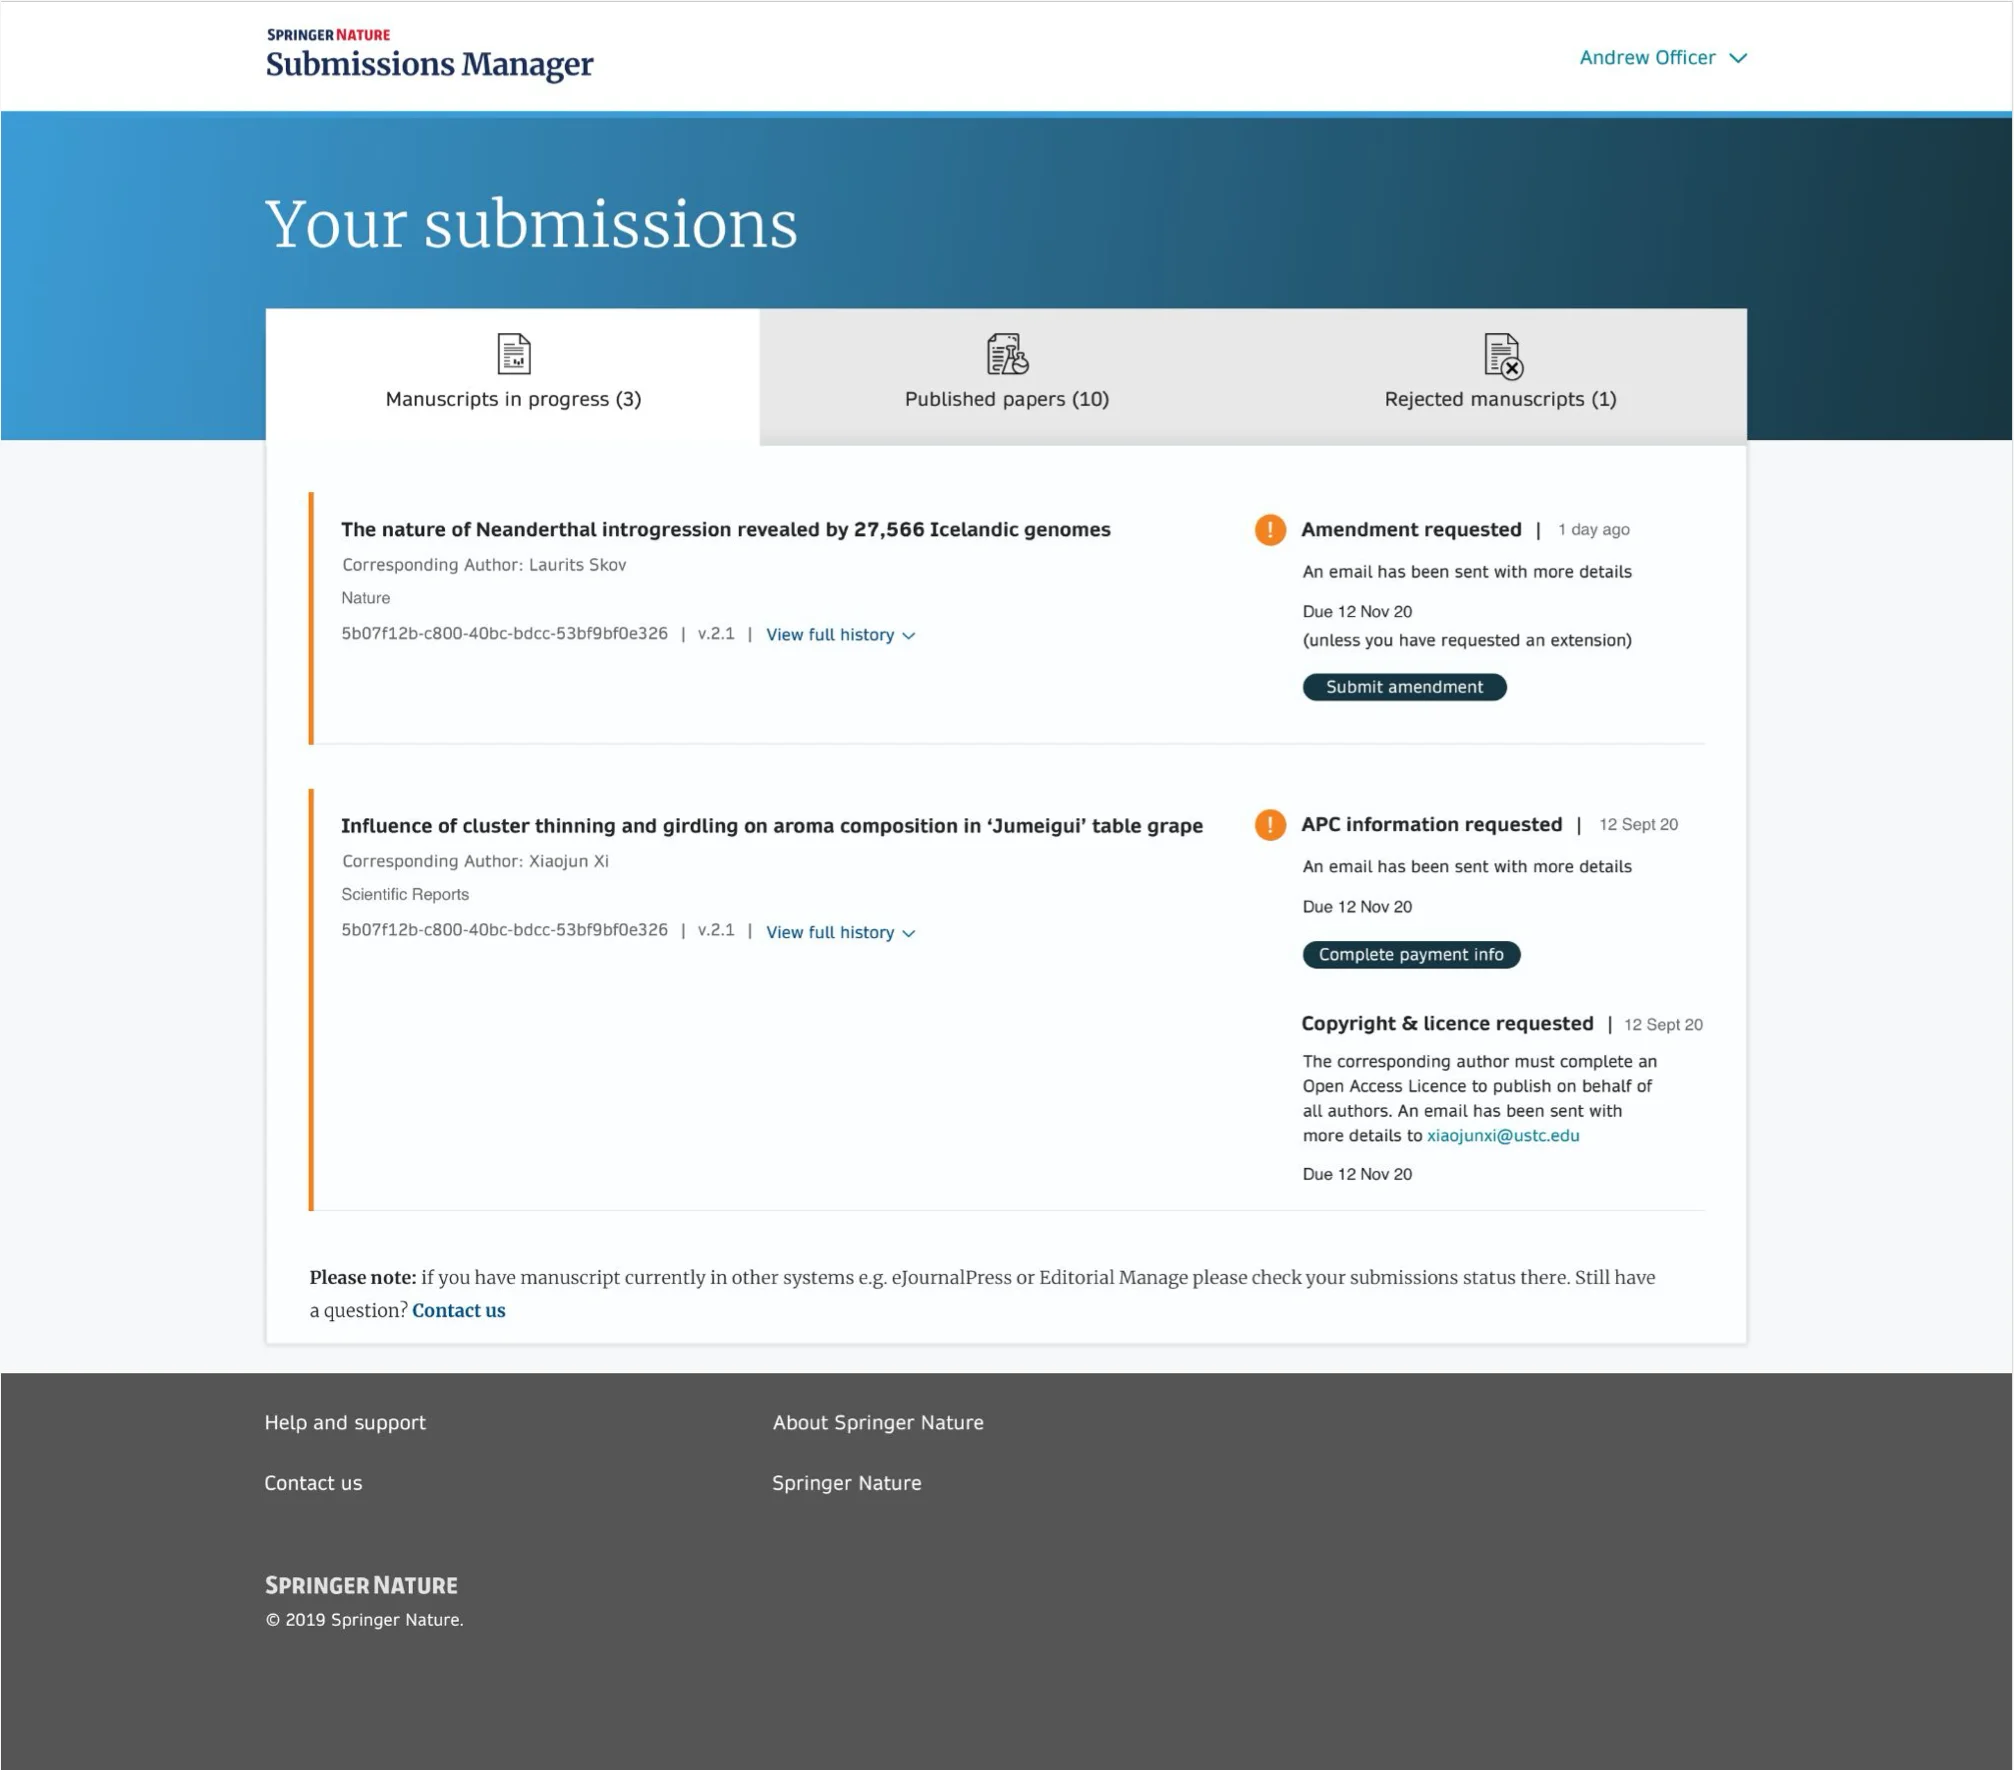 SPRINGER NATURE
Submissions Manager
Andrew Officer
Your submissions
Manuscripts in progress (3)
Published papers (10)
Rejected manuscripts (1)
The nature of Neanderthal introgression revealed by 27,566 Icelandic genomes
Corresponding Author: Laurits Skov
Nature
5b07f12b-c800-40bc-bdcc-53bf9bf0e326 | v.2.1 | View full history
Amendment requested | 1 day ago
An email has been sent with more details
Due 12 Nov 20
(unless you have requested an extension)
Submit amendment
Influence of cluster thinning and girdling on aroma composition in ‘Jumeigui’ table grape
Corresponding Author: Xiaojun Xi
Scientific Reports
5b07f12b-c800-40bc-bdcc-53bf9bf0e326 | v.2.1 | View full history
APC information requested | 12 Sept 20
An email has been sent with more details
Due 12 Nov 20
Complete payment info
Copyright & licence requested | 12 Sept 20
The corresponding author must complete an
Open Access Licence to publish on behalf of
all authors. An email has been sent with
more details to xiaojunxi@ustc.edu
Due 12 Nov 20
Please note: if you have manuscript currently in other systems e.g. eJournalPress or Editorial Manage please check your submissions status there. Still have
a question? Contact us
Help and support
About Springer Nature
Contact us
Springer Nature
SPRINGER NATURE
© 2019 Springer Nature.